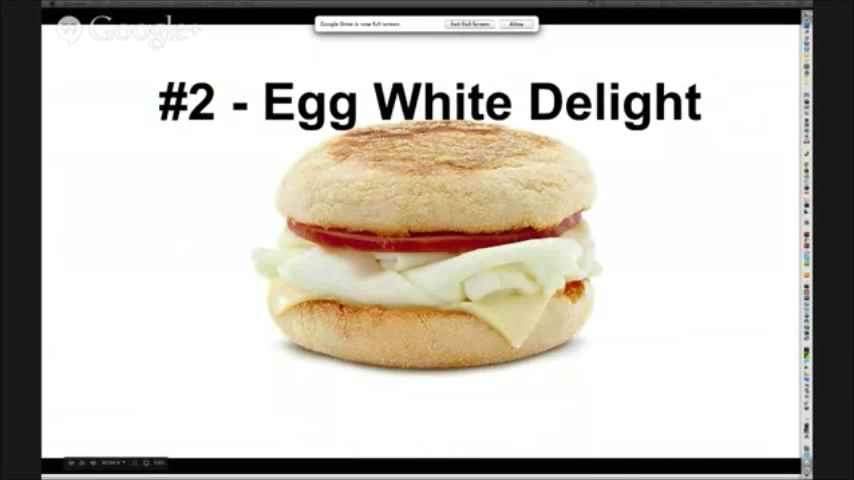 Google+
Google Drive is now full screen.
Exit Full Screen
Allow
#2 - Egg White Delight